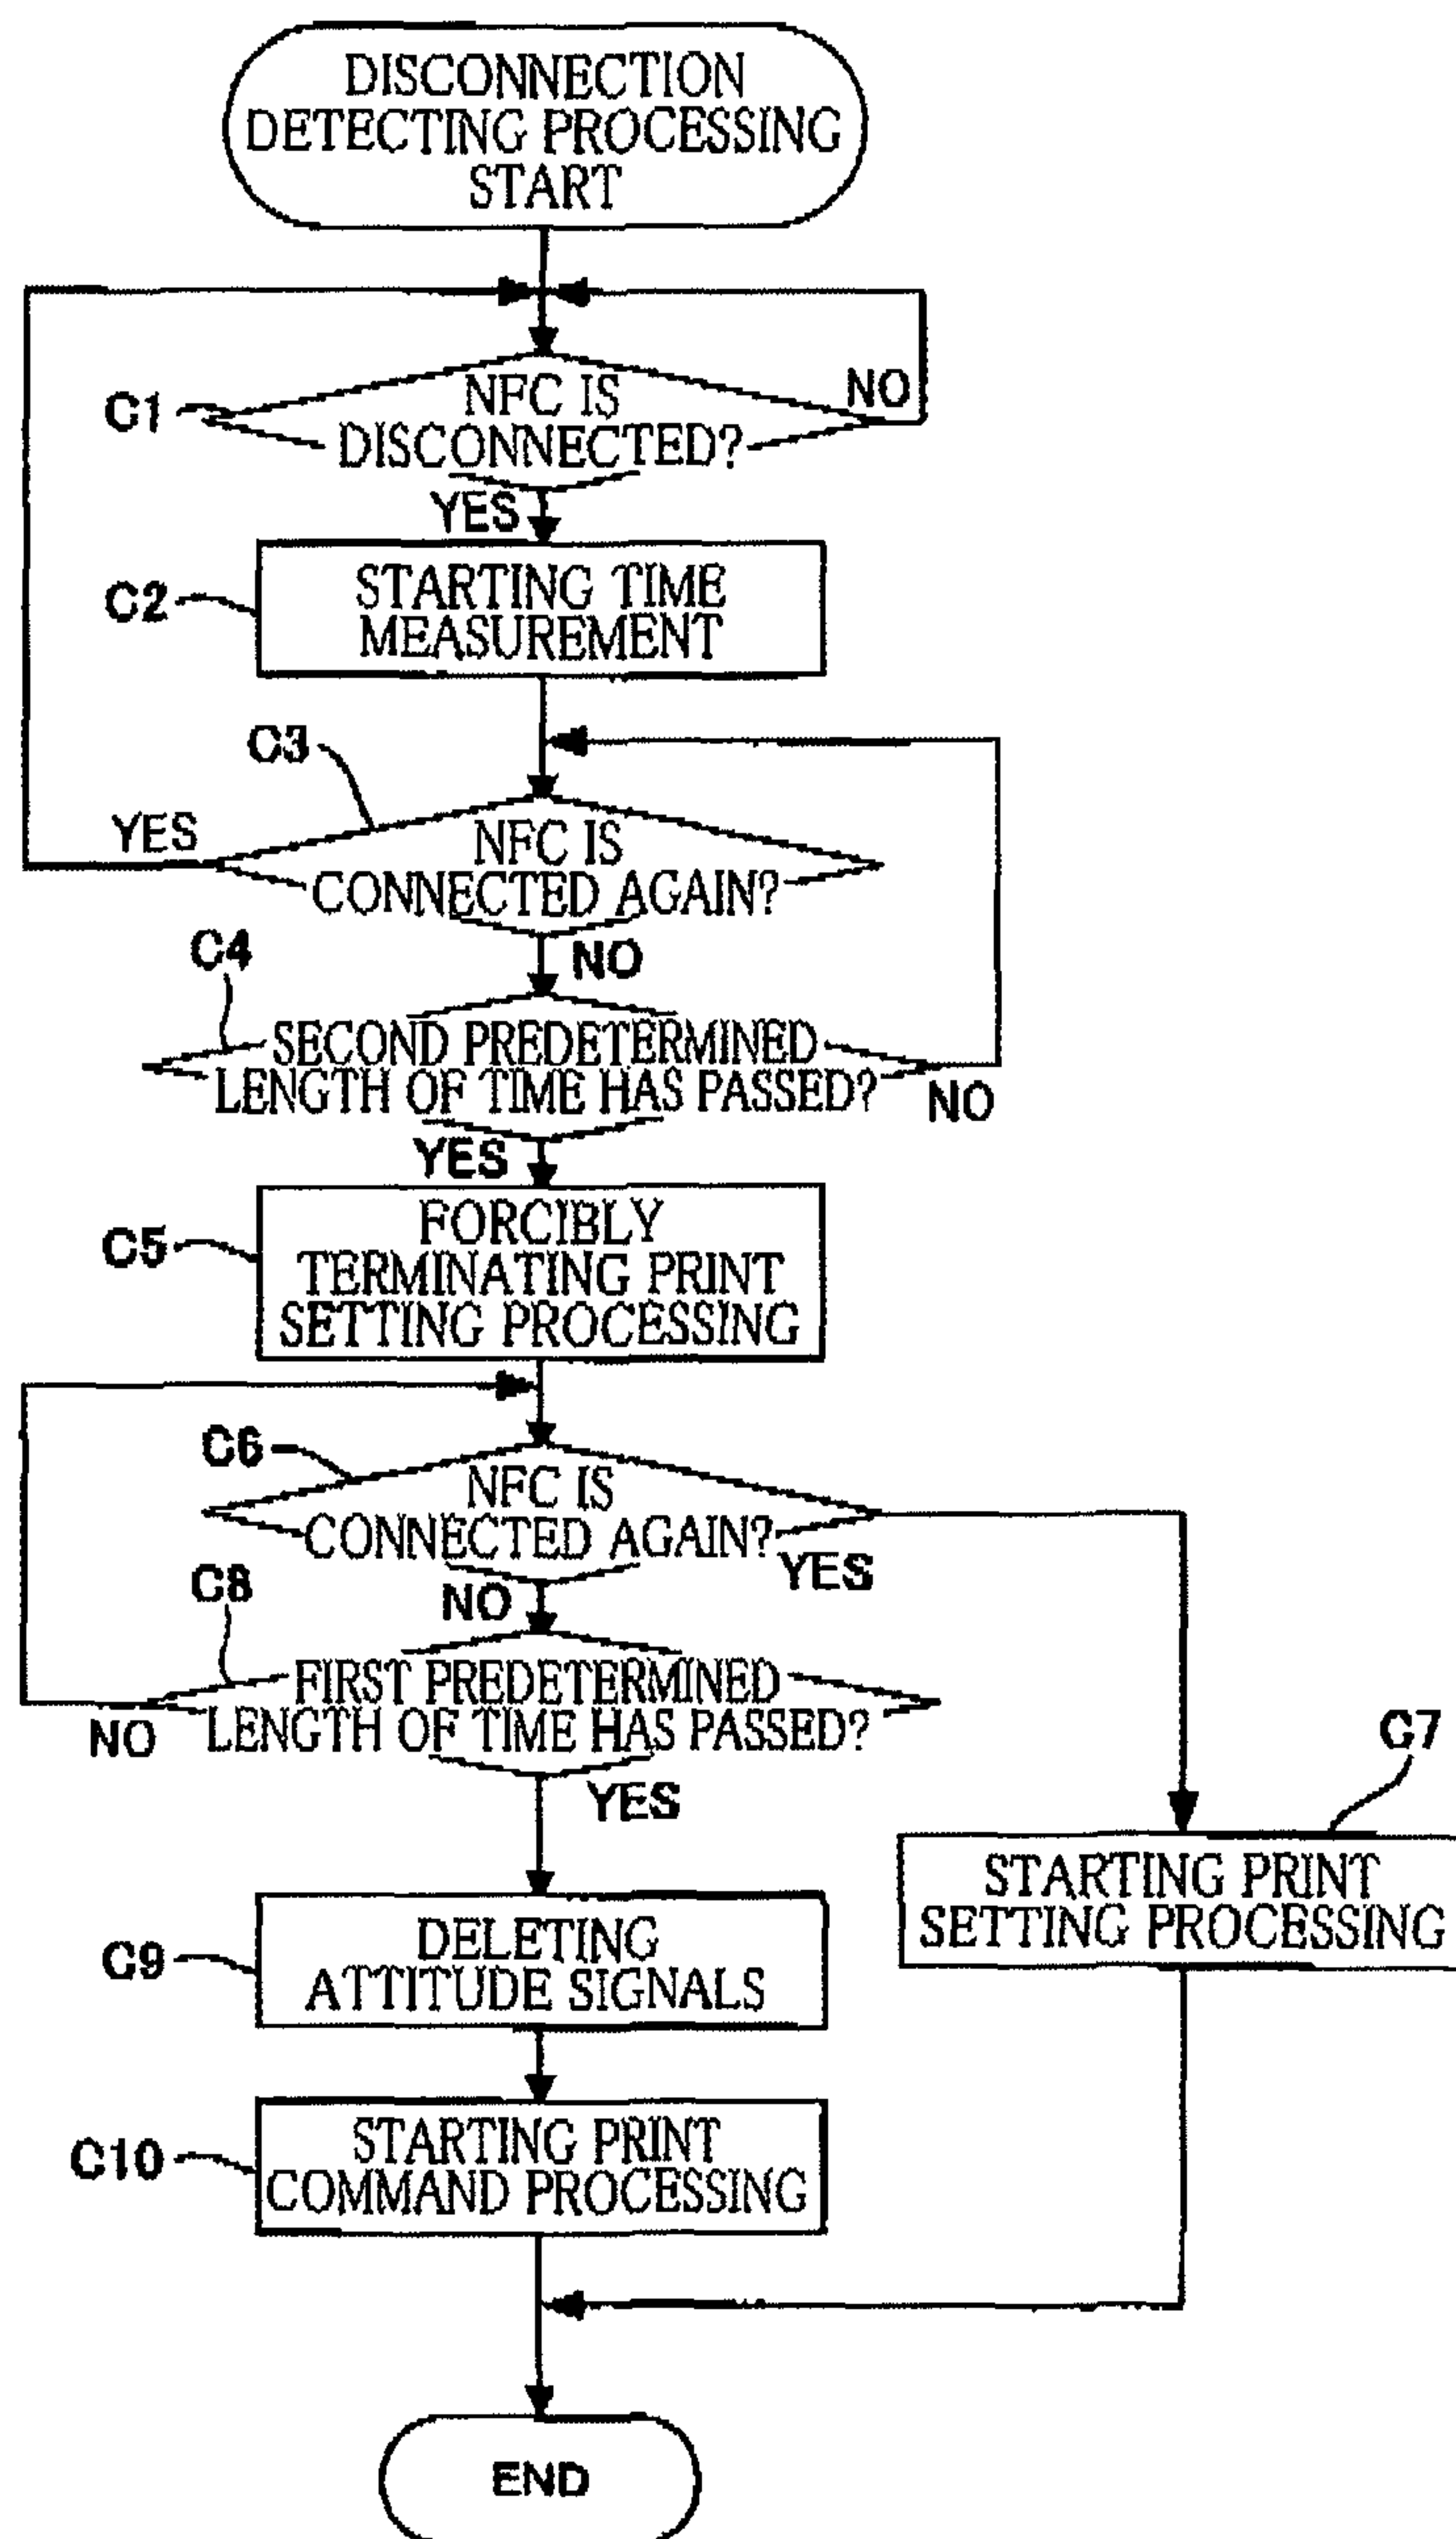 DISCONNECTION
DETECTING PROCESSING
START
C1
NFC IS
DISCONNECTED?
NO
YES
C2
STARTING TIME
MEASUREMENT
C3
YES
NFC IS
CONNECTED AGAIN?
NO
C4
SECOND PREDETERMINED
LENGTH OF TIME HAS PASSED?
NO
YES
C5
FORCIBLY
TERMINATING PRINT
SETTING PROCESSING
C6
NFC IS
CONNECTED AGAIN?
YES
NO
C8
FIRST PREDETERMINED
LENGTH OF TIME HAS PASSED?
NO
YES
C7
STARTING PRINT
SETTING PROCESSING
C9
DELETING
ATTITUDE SIGNALS
C10
STARTING PRINT
COMMAND PROCESSING
END